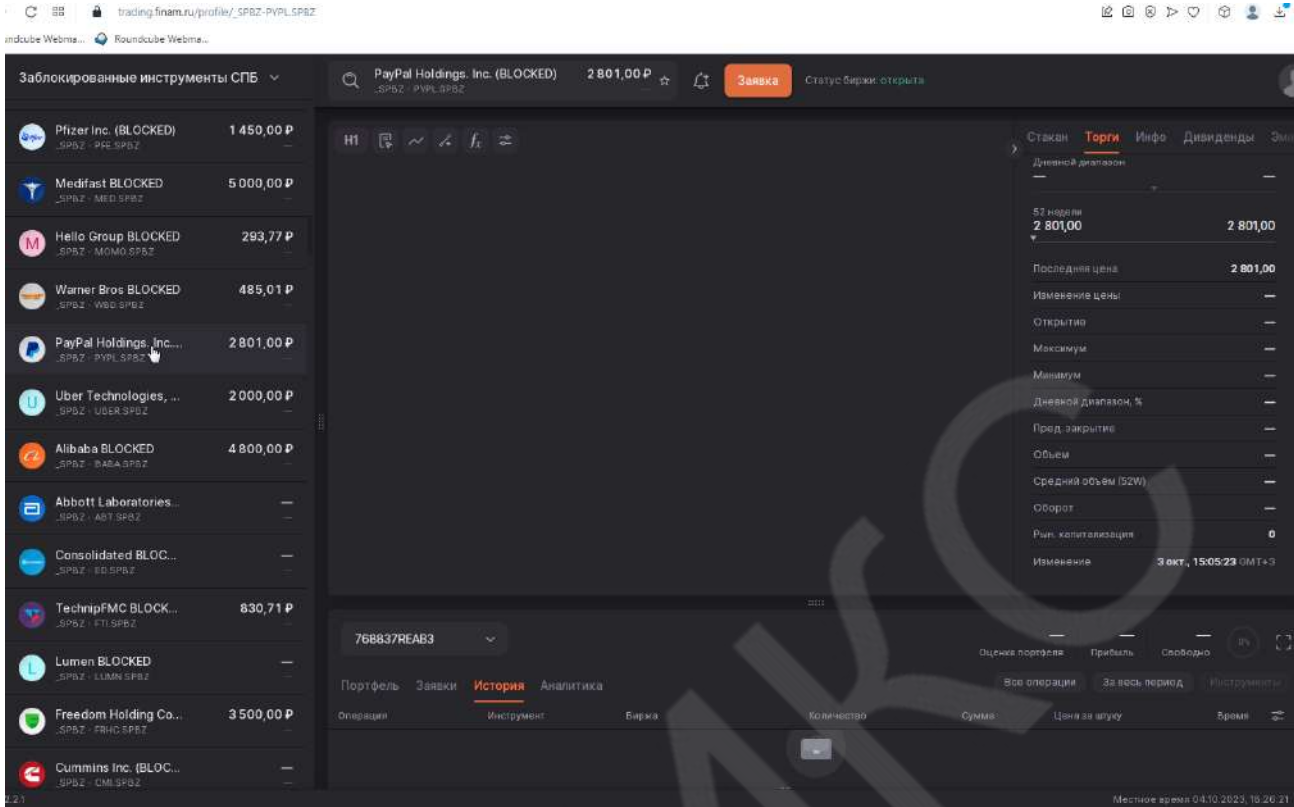 trading.finam.ru/profile/_SPBZ-PYPL.SPBZ
undcube Webma... Roundcube Webma...
Заблокированные инструменты СПБ
PayPal Holdings. Inc. (BLOCKED) 2 801,00 ₽ —
_SPBZ · PYPL.SPBZ
Заявка
Статус биржи: открыта
Pfizer Inc. (BLOCKED) 1 450,00 ₽
_SPBZ · PFE.SPBZ —
Medifast BLOCKED 5 000,00 ₽
_SPBZ · MED.SPBZ —
M Hello Group BLOCKED 293,77 ₽
_SPBZ · MOMO.SPBZ —
Warner Bros BLOCKED 485,01 ₽
_SPBZ · WBD.SPBZ —
PayPal Holdings. Inc.... 2 801,00 ₽
_SPBZ · PYPL.SPBZ —
U Uber Technologies, ... 2 000,00 ₽
_SPBZ · UBER.SPBZ —
Alibaba BLOCKED 4 800,00 ₽
_SPBZ · BABA.SPBZ —
Abbott Laboratories... —
_SPBZ · ABT.SPBZ —
Consolidated BLOC... —
_SPBZ · ED.SPBZ —
TechnipFMC BLOCK... 830,71 ₽
_SPBZ · FTI.SPBZ —
L Lumen BLOCKED —
_SPBZ · LUMN.SPBZ —
Freedom Holding Co... 3 500,00 ₽
_SPBZ · FRHC.SPBZ —
Cummins Inc. (BLOC... —
_SPBZ · CMI.SPBZ —
2.2.1
H1 fx
Стакан Торги Инфо Дивиденды
Дневной диапазон
— —
52 недели
2 801,00 2 801,00
Последняя цена 2 801,00
Изменение цены —
Открытие —
Максимум —
Минимум —
Дневной диапазон, % —
Пред. закрытие —
Объем —
Средний объём (52W) —
Оборот —
Рын. капитализация 0
Изменение 3 окт., 15:05:23 GMT+3
768837REAB3
— — — 0%
Оценка портфеля Прибыль Свободно
Портфель Заявки История Аналитика
Все операции За весь период Инструменты
Операция Инструмент Биржа Количество Сумма Цена за штуку Время
МКС
Местное время 04.10.2023, 16:26:21